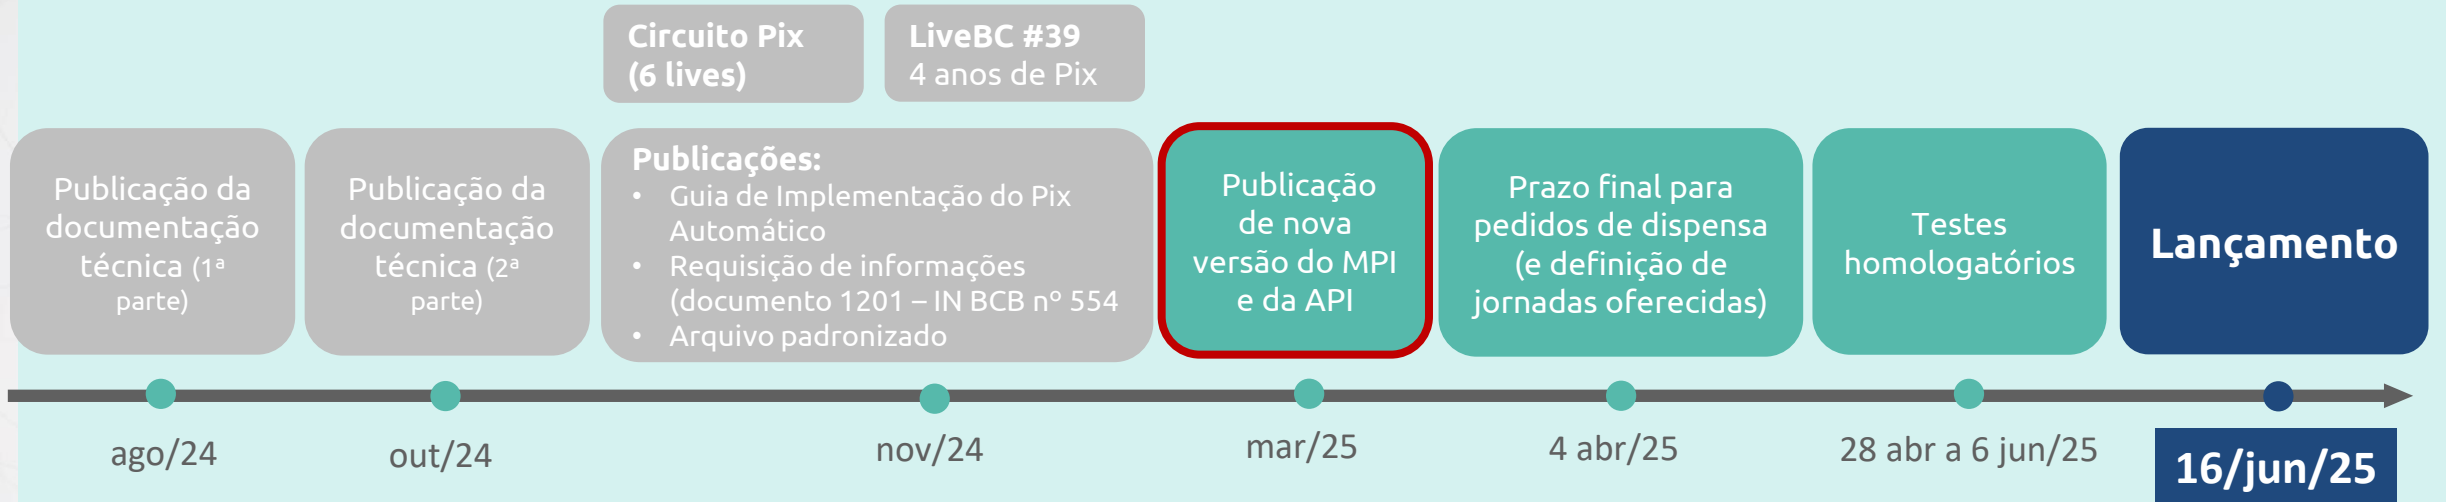 Circuito Pix
(6 lives)
LiveBC #39
4 anos de Pix
Publicação da
documentação
técnica (1ª
parte)
Publicação da
documentação
técnica (2ª
parte)
Publicações:
• Guia de Implementação do Pix
Automático
• Requisição de informações
(documento 1201 – IN BCB nº 554
• Arquivo padronizado
Publicação
de nova
versão do MPI
e da API
Prazo final para
pedidos de dispensa
(e definição de
jornadas oferecidas)
Testes
homologatórios
Lançamento
ago/24
out/24
nov/24
mar/25
4 abr/25
28 abr a 6 jun/25
16/jun/25